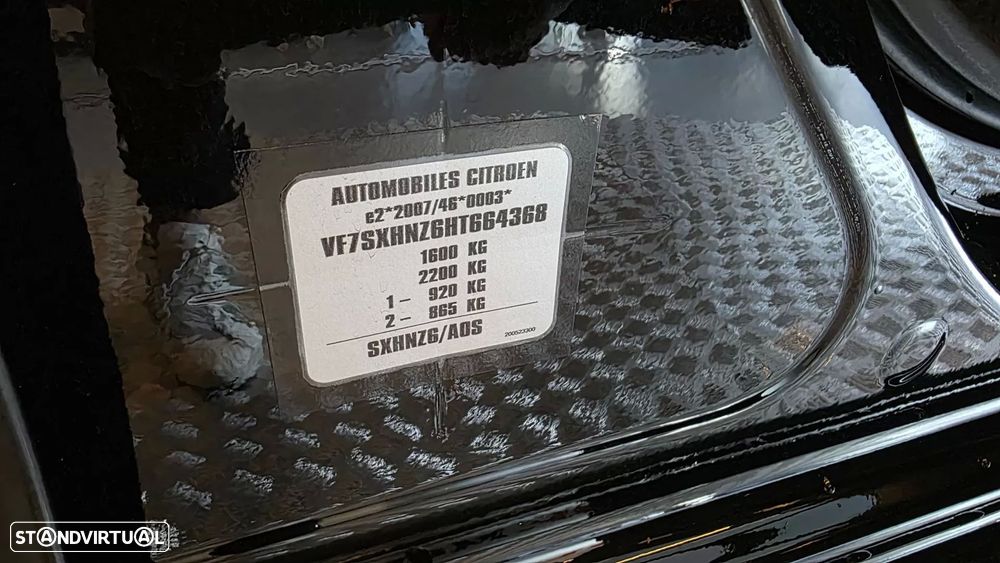 AUTOMOBILES CITROEN
e2*2007/46*0003*
VF7SXHNZ6HT664368
1600 KG
2200 KG
1- 920 KG
2- 865 KG
SXHNZ6/A0S
200523300
STANDVIRTUAL